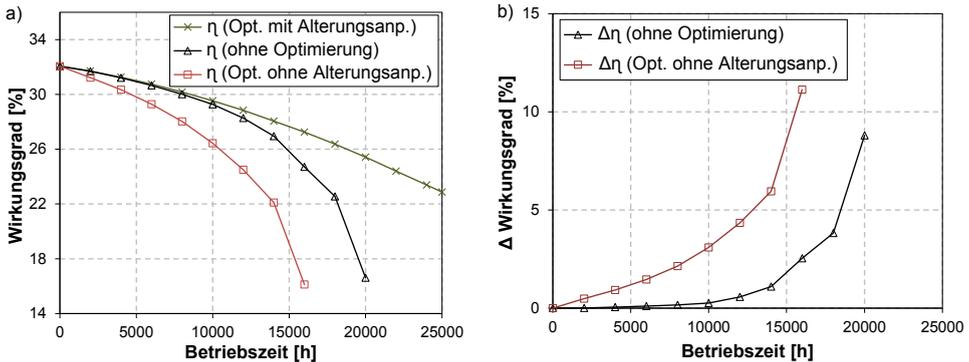 a)
η (Opt. mit Alterungsanp.)
η (ohne Optimierung)
η (Opt. ohne Alterungsanp.)
Wirkungsgrad [%]
34
30
26
22
18
14
0 5000 10000 15000 20000 25000
Betriebszeit [h]
b)
Δη (ohne Optimierung)
Δη (Opt. ohne Alterungsanp.)
Δ Wirkungsgrad [%]
15
10
5
0
0 5000 10000 15000 20000 25000
Betriebszeit [h]